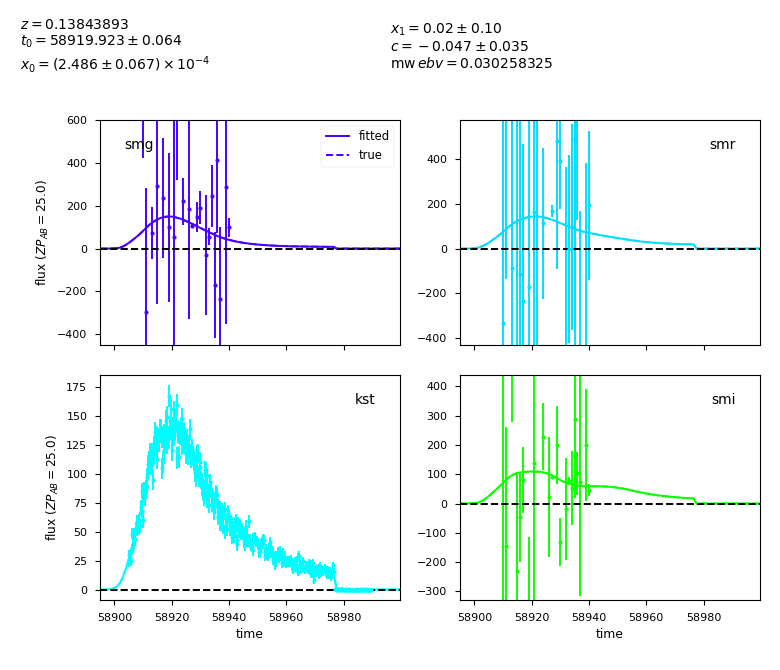 z = 0.13843893
t₀ = 58919.923 ± 0.064
x₀ = (2.486 ± 0.067) × 10⁻⁴
x₁ = 0.02 ± 0.10
c = −0.047 ± 0.035
mw ebv = 0.030258325
600
400
200
0
−200
−400
flux (ZP_AB = 25.0)
smg
fitted
true
400
200
0
−200
−400
smr
175
150
125
100
75
50
25
0
flux (ZP_AB = 25.0)
kst
58900 58920 58940 58960 58980
time
400
300
200
100
0
−100
−200
−300
smi
58900 58920 58940 58960 58980
time